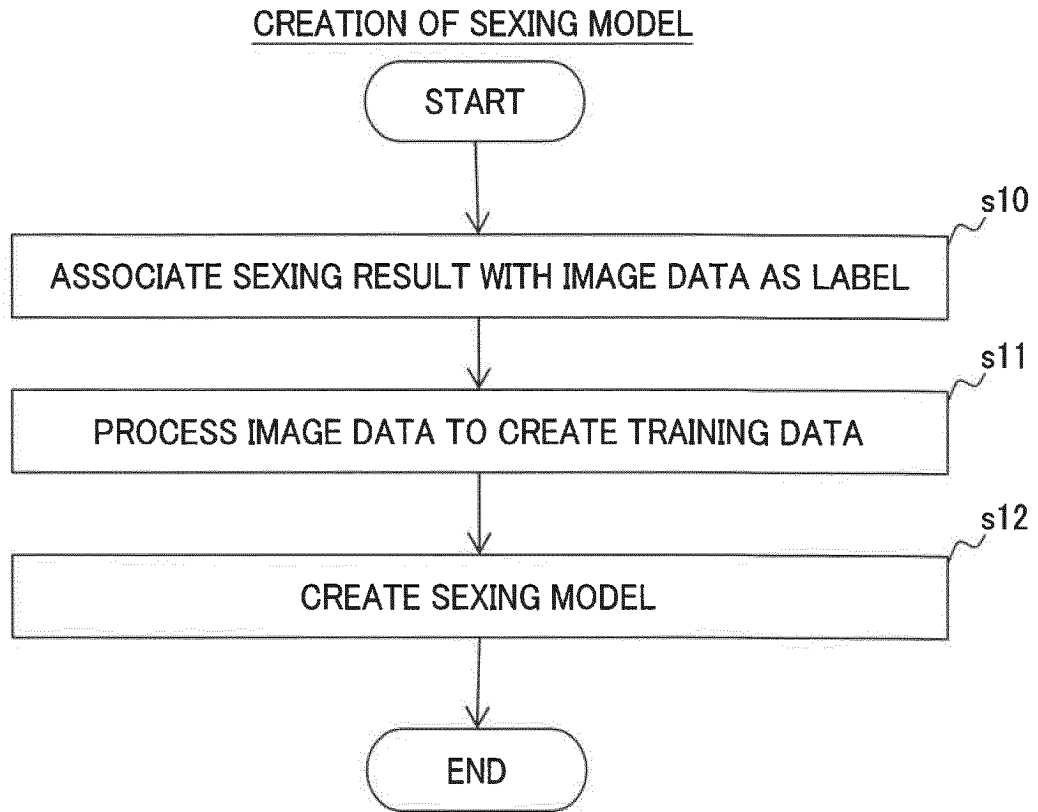 CREATION OF SEXING MODEL
START
s10
ASSOCIATE SEXING RESULT WITH IMAGE DATA AS LABEL
s11
PROCESS IMAGE DATA TO CREATE TRAINING DATA
s12
CREATE SEXING MODEL
END